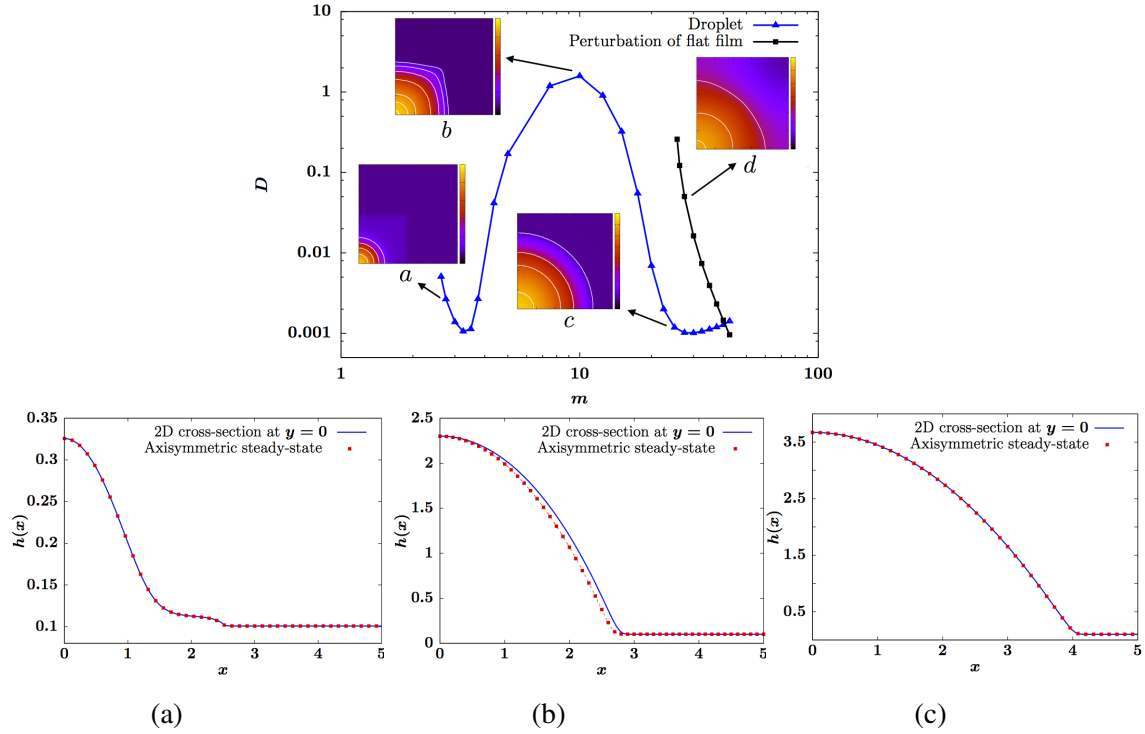 10
1
0.1
0.01
0.001
D
1
10
100
m
Droplet
Perturbation of flat film
a
b
c
d
0.35
0.3
0.25
0.2
0.15
0.1
h(x)
0 1 2 3 4 5
x
2D cross-section at y = 0
Axisymmetric steady-state
(a)
2.5
2
1.5
1
0.5
0
h(x)
0 1 2 3 4 5
x
2D cross-section at y = 0
Axisymmetric steady-state
(b)
3.5
2.5
1.5
0.5
h(x)
0 1 2 3 4 5
x
2D cross-section at y = 0
Axisymmetric steady-state
(c)